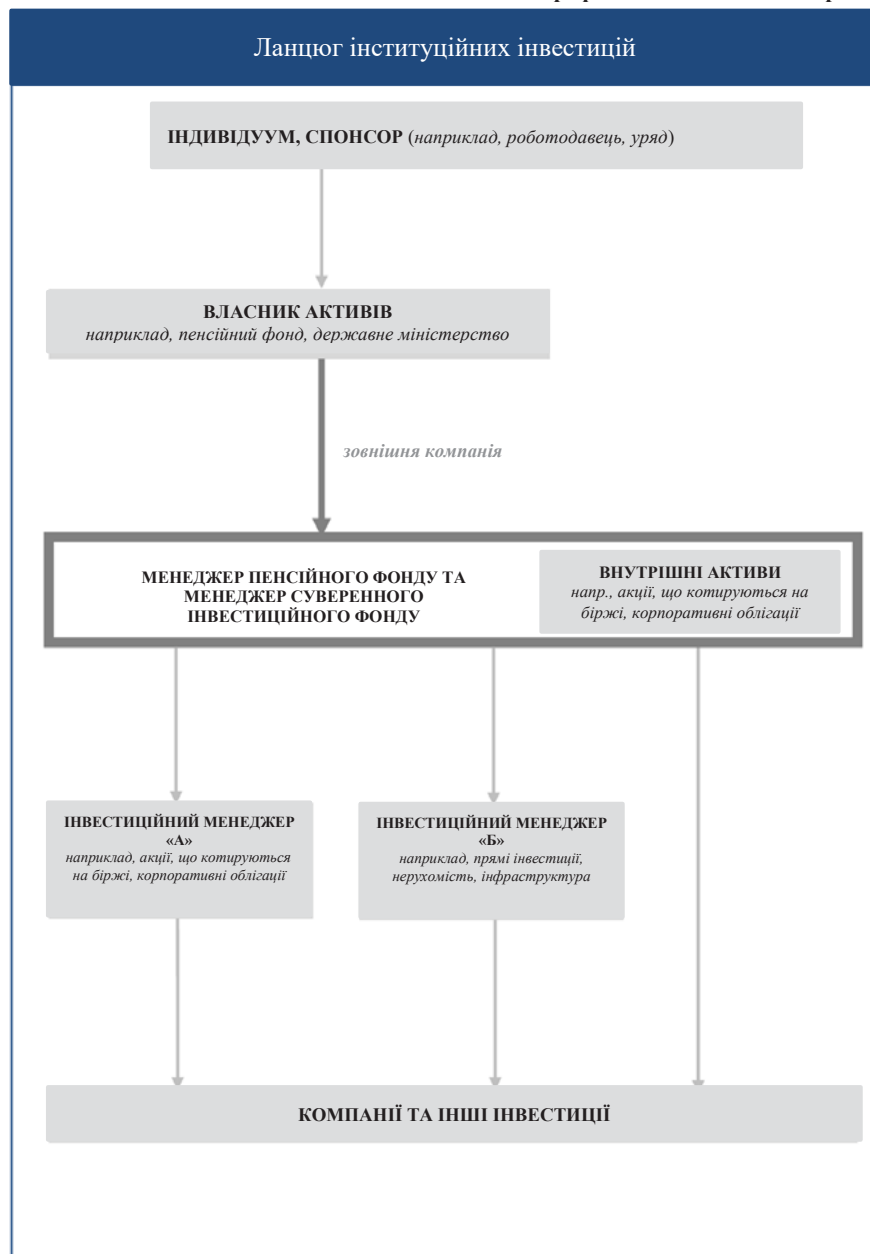 Ланцюг інституційних інвестицій
ІНДИВІДУУМ, СПОНСОР (наприклад, роботодавець, уряд)
ВЛАСНИК АКТИВІВ
наприклад, пенсійний фонд, державне міністерство
зовнішня компанія
МЕНЕДЖЕР ПЕНСІЙНОГО ФОНДУ ТА
МЕНЕДЖЕР СУВЕРЕННОГО
ІНВЕСТИЦІЙНОГО ФОНДУ
ВНУТРІШНІ АКТИВИ
напр., акції, що котируються на
біржі, корпоративні облігації
ІНВЕСТИЦІЙНИЙ МЕНЕДЖЕР
«А»
наприклад, акції, що котируються
на біржі, корпоративні облігації
ІНВЕСТИЦІЙНИЙ МЕНЕДЖЕР
«Б»
наприклад, прямі інвестиції,
нерухомість, інфраструктура
КОМПАНІЇ ТА ІНШІ ІНВЕСТИЦІЇ